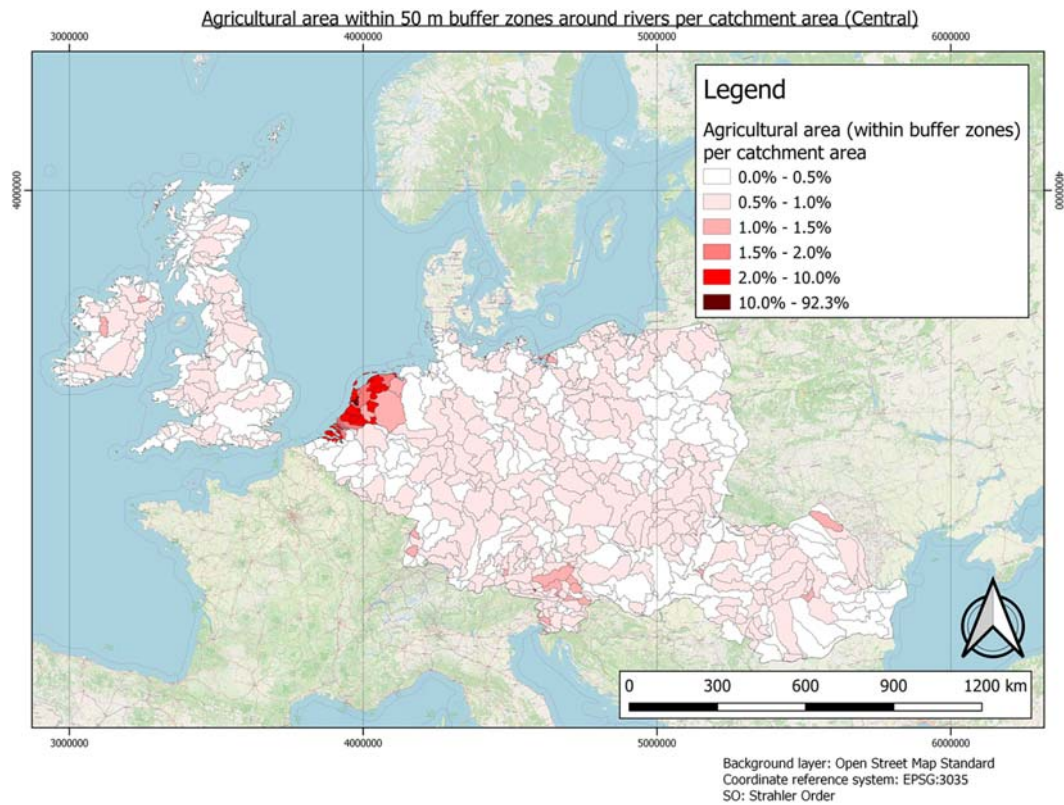 Agricultural area within 50 m buffer zones around rivers per catchment area (Central)
3000000 4000000 5000000 6000000
4000000 4000000
Legend
Agricultural area (within buffer zones)
per catchment area
0.0% - 0.5%
0.5% - 1.0%
1.0% - 1.5%
1.5% - 2.0%
2.0% - 10.0%
10.0% - 92.3%
0 300 600 900 1200 km
3000000 4000000 5000000 6000000
Background layer: Open Street Map Standard
Coordinate reference system: EPSG:3035
SO: Strahler Order